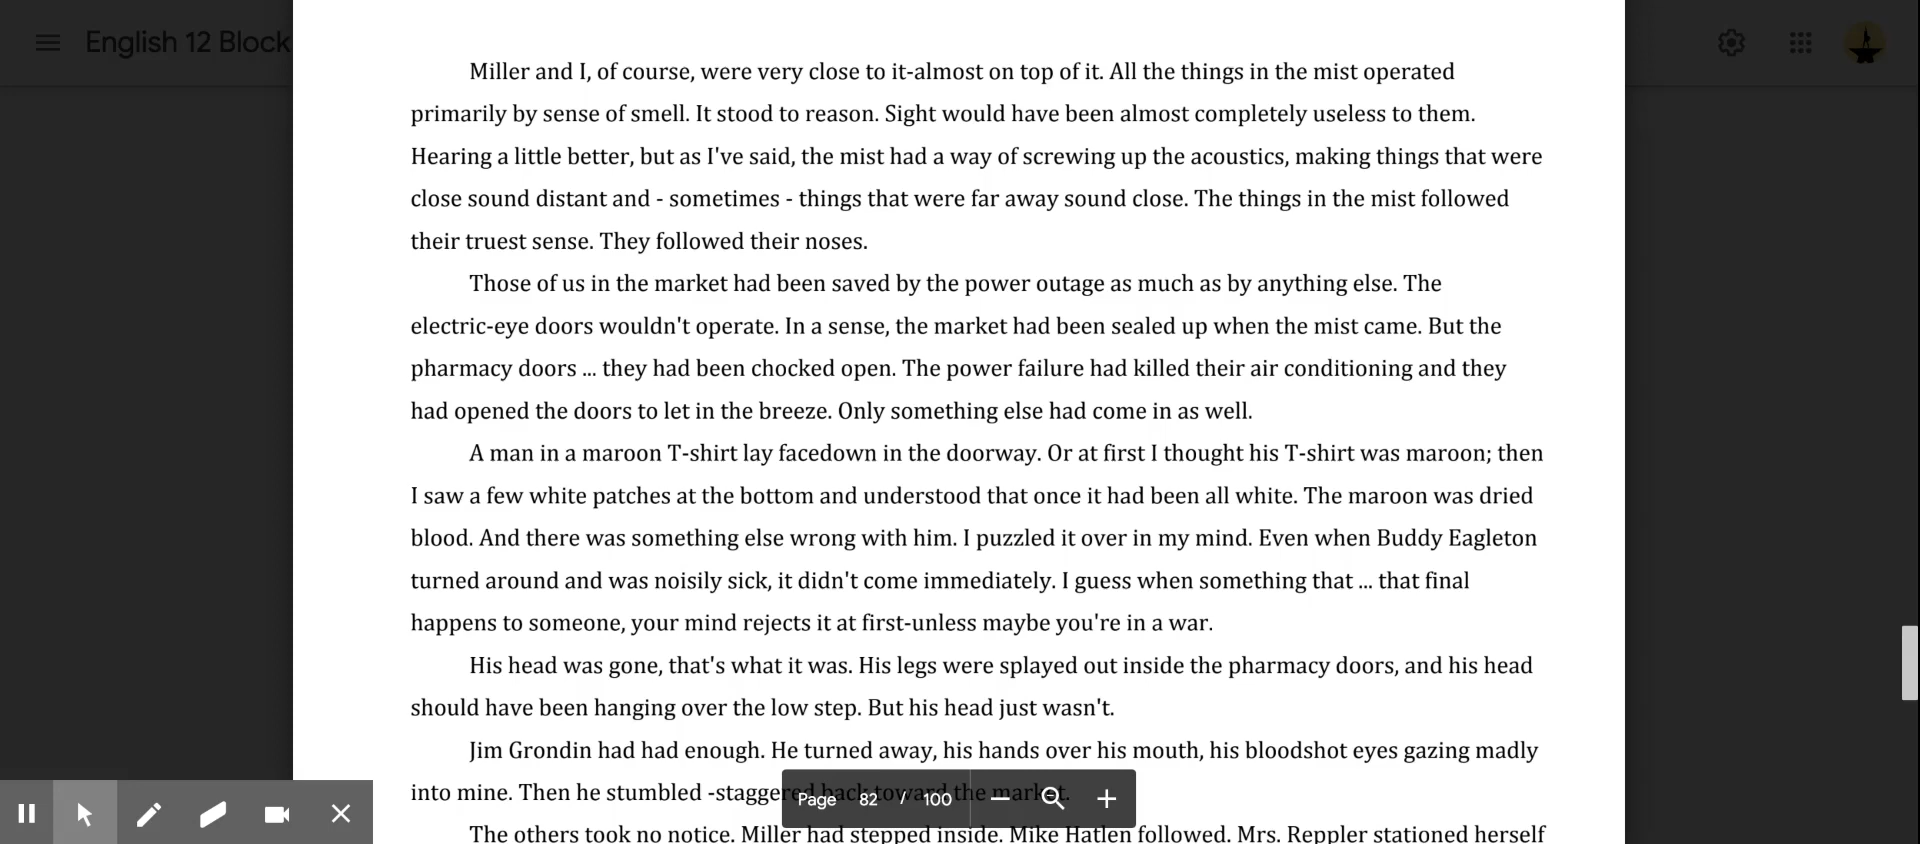 English 12 Block
Miller and I, of course, were very close to it-almost on top of it. All the things in the mist operated
primarily by sense of smell. It stood to reason. Sight would have been almost completely useless to them.
Hearing a little better, but as I've said, the mist had a way of screwing up the acoustics, making things that were
close sound distant and - sometimes - things that were far away sound close. The things in the mist followed
their truest sense. They followed their noses.
Those of us in the market had been saved by the power outage as much as by anything else. The
electric-eye doors wouldn't operate. In a sense, the market had been sealed up when the mist came. But the
pharmacy doors ... they had been chocked open. The power failure had killed their air conditioning and they
had opened the doors to let in the breeze. Only something else had come in as well.
A man in a maroon T-shirt lay facedown in the doorway. Or at first I thought his T-shirt was maroon; then
I saw a few white patches at the bottom and understood that once it had been all white. The maroon was dried
blood. And there was something else wrong with him. I puzzled it over in my mind. Even when Buddy Eagleton
turned around and was noisily sick, it didn't come immediately. I guess when something that ... that final
happens to someone, your mind rejects it at first-unless maybe you're in a war.
His head was gone, that's what it was. His legs were splayed out inside the pharmacy doors, and his head
should have been hanging over the low step. But his head just wasn't.
Jim Grondin had had enough. He turned away, his hands over his mouth, his bloodshot eyes gazing madly
into mine. Then he stumbled -staggered back toward the market.
Page 82 / 100
The others took no notice. Miller had stepped inside. Mike Hatlen followed. Mrs. Reppler stationed herself